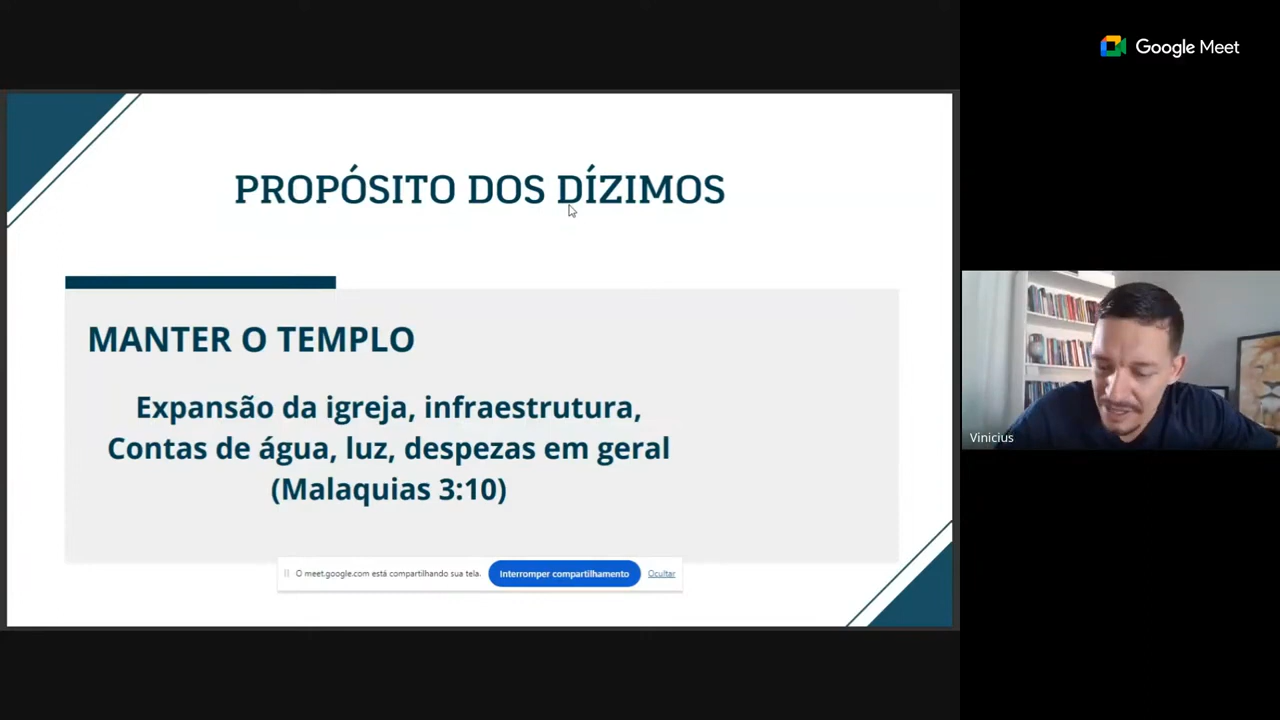 Google Meet
PROPÓSITO DOS DÍZIMOS
MANTER O TEMPLO
Expansão da igreja, infraestrutura,
Contas de água, luz, despezas em geral
(Malaquias 3:10)
O meet.google.com está compartilhando sua tela.
Interromper compartilhamento
Ocultar
Vinicius